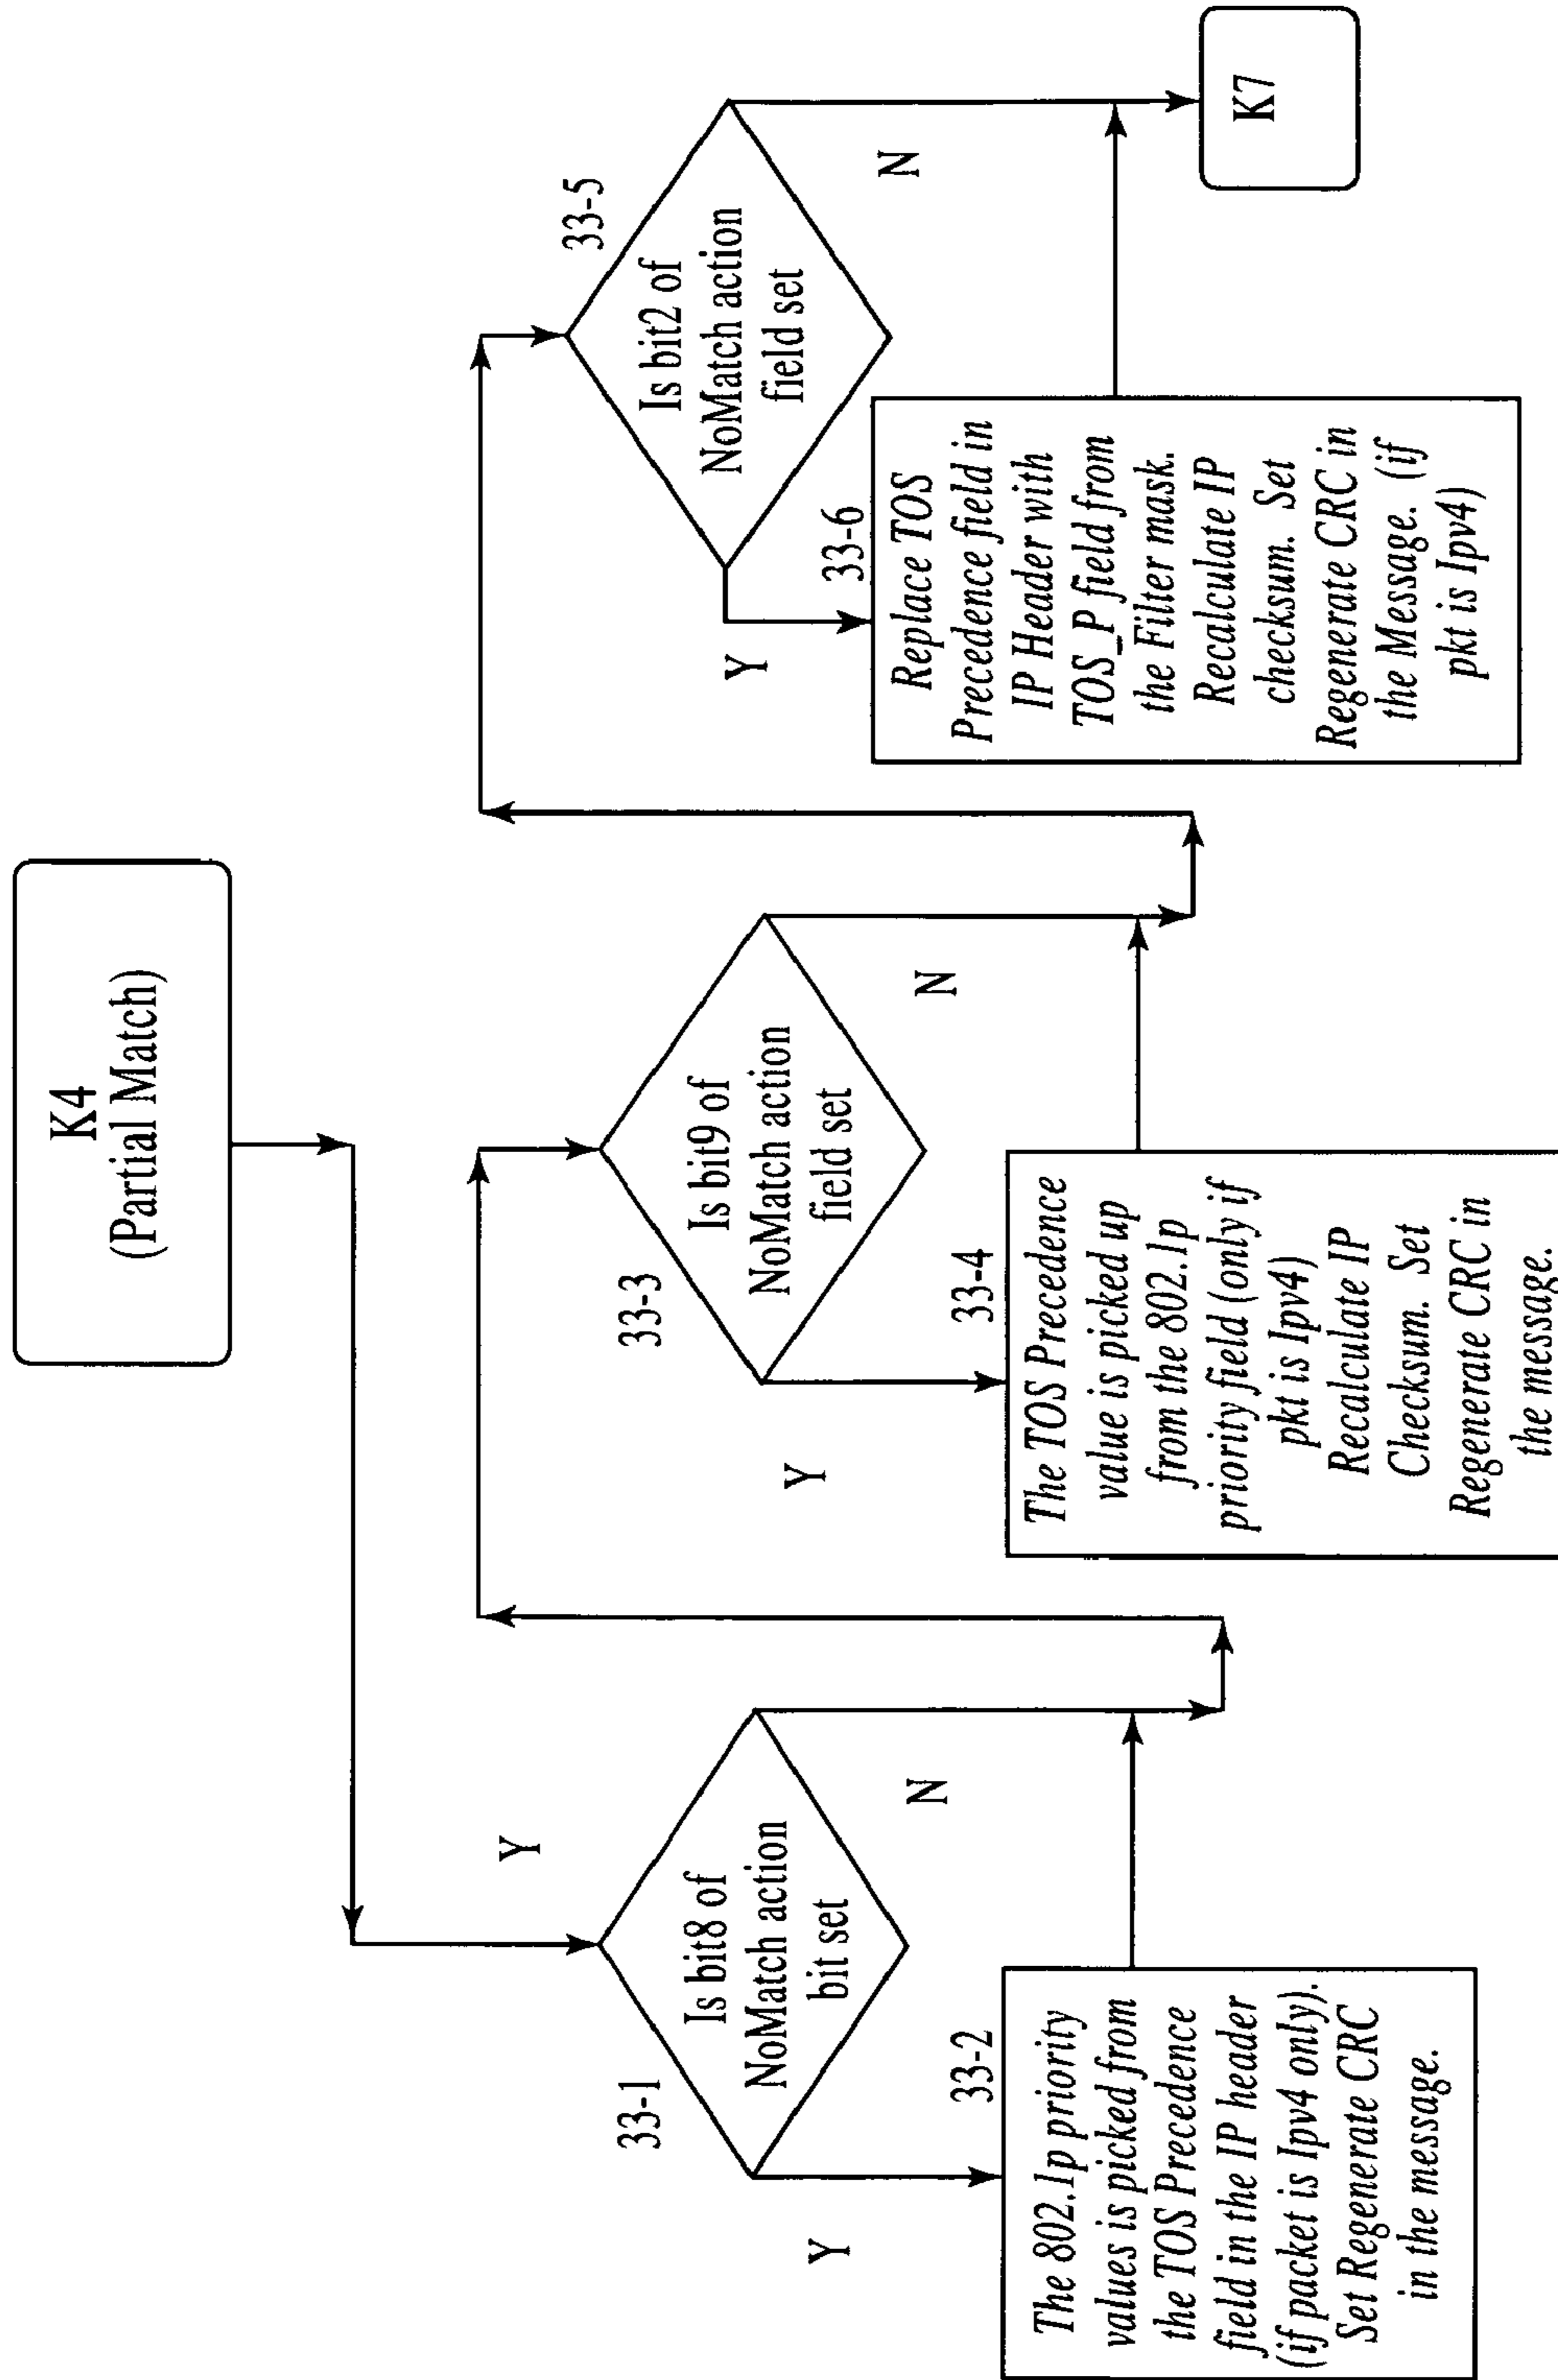 K4
(Partial Match)
Y
33-1
Is bit8 of
NoMatch action
bit set
Y
N
33-2
The 802.1p priority
values is picked from
the TOS Precedence
field in the IP header
(if packet is Ipv4 only).
Set Regenerate CRC
in the message.
33-3
Is bit9 of
NoMatch action
field set
Y
N
33-4
The TOS Precedence
value is picked up
from the 802.1p
priority field (only if
pkt is Ipv4)
Recalculate IP
Checksum. Set
Regenerate CRC in
the message.
33-5
Is bit2 of
NoMatch action
field set
Y
N
33-6
Replace TOS
Precedence field in
IP Header with
TOS_P field from
the Filter mask.
Recalculate IP
checksum. Set
Regenerate CRC in
the Message. (if
pkt is Ipv4)
K7